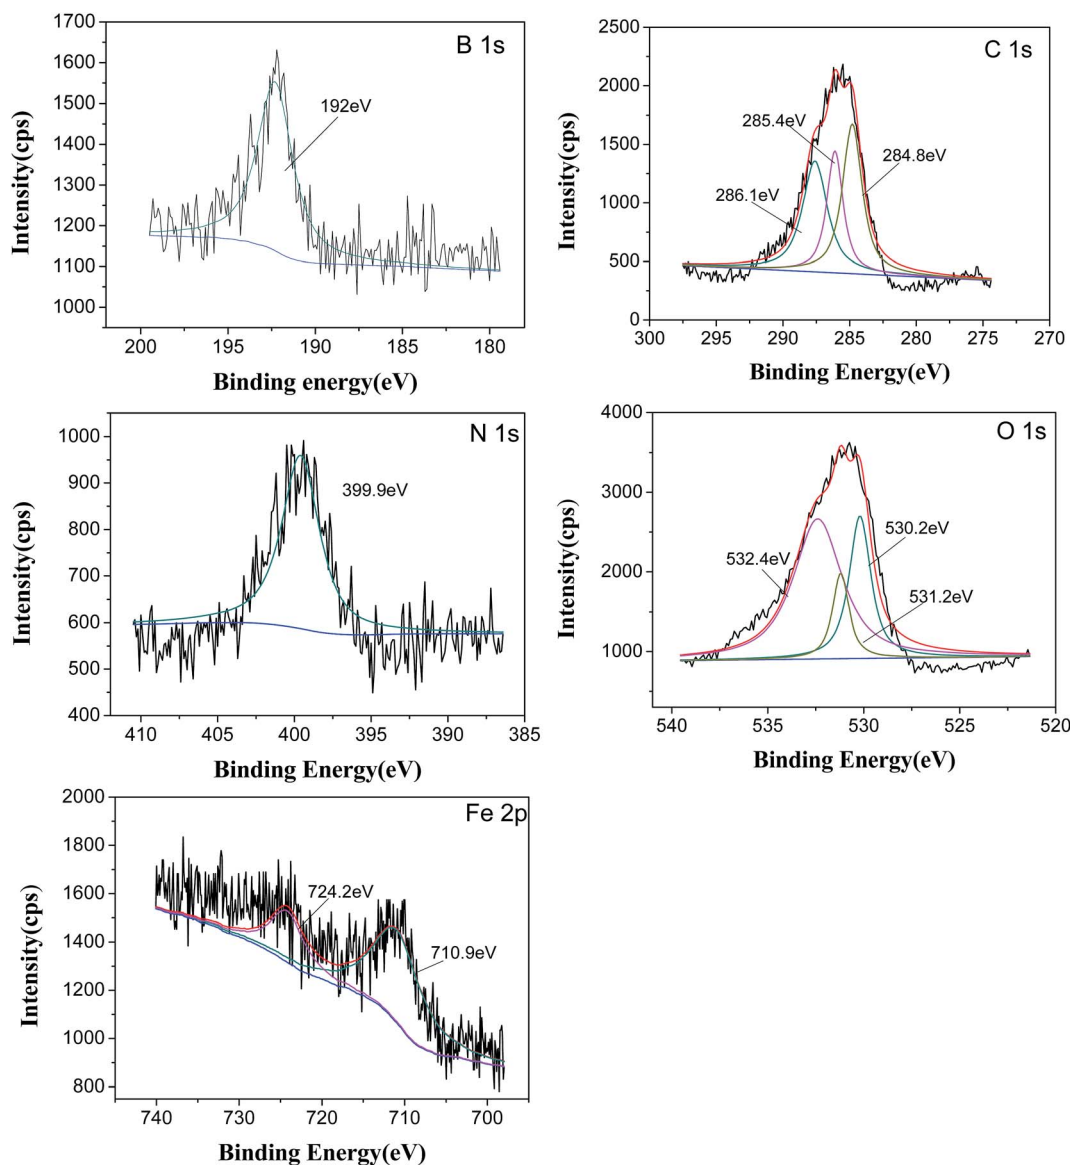 B 1s
192eV
Intensity(cps)
1700
1600
1500
1400
1300
1200
1100
1000
200 195 190 185 180
Binding energy(eV)
C 1s
285.4eV
284.8eV
286.1eV
Intensity(cps)
2500
2000
1500
1000
500
0
300 295 290 285 280 275 270
Binding Energy(eV)
N 1s
399.9eV
Intensity(cps)
1000
900
800
700
600
500
400
410 405 400 395 390 385
Binding Energy(eV)
O 1s
530.2eV
532.4eV
531.2eV
Intensity(cps)
4000
3000
2000
1000
540 535 530 525 520
Binding Energy(eV)
Fe 2p
724.2eV
710.9eV
Intensity(cps)
2000
1800
1600
1400
1200
1000
800
740 730 720 710 700
Binding Energy(eV)